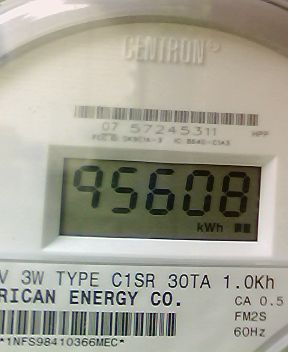 CENTRON®
07 57245311 HPP
95608
kWh
V 3W TYPE C1SR 30TA 1.0Kh
RICAN ENERGY CO. CA 0.5
FM2S
60Hz
*1NFS98410366MEC*